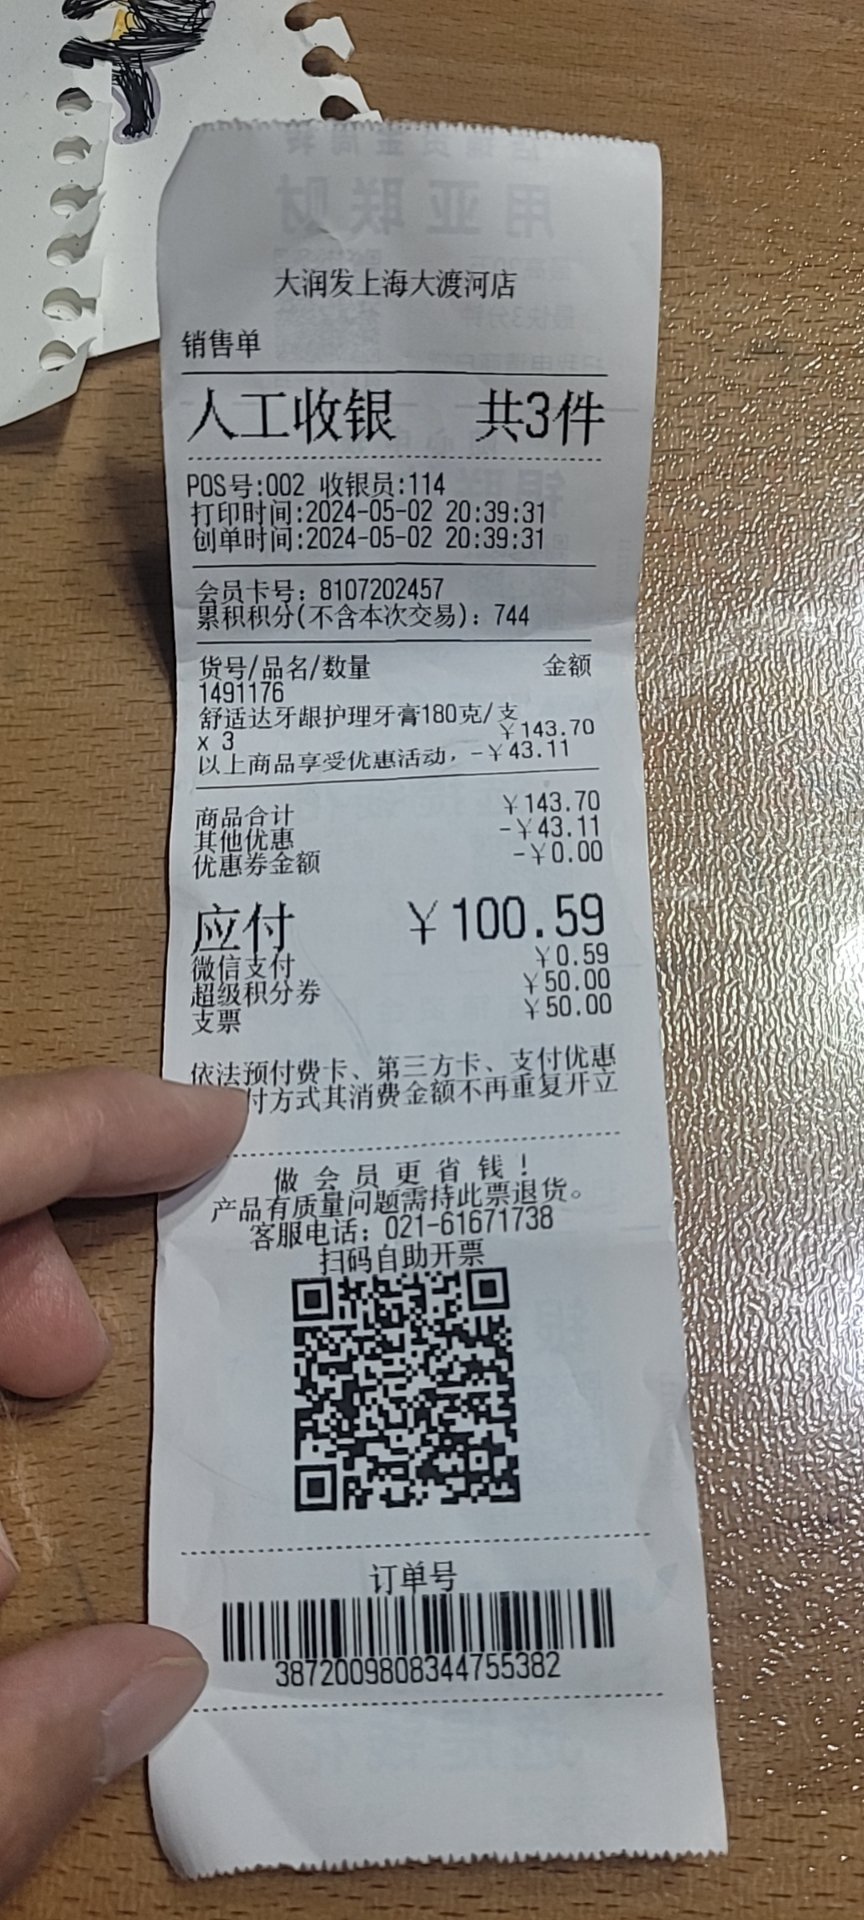 大润发上海大渡河店
销售单
人工收银 共3件
POS号:002 收银员:114
打印时间:2024-05-02 20:39:31
创单时间:2024-05-02 20:39:31
会员卡号: 8107202457
累积积分(不含本次交易): 744
货号/品名/数量 金额
1491176
舒适达牙龈护理牙膏180克/支
x 3 ¥143.70
以上商品享受优惠活动, -¥43.11
商品合计 ¥143.70
其他优惠 -¥43.11
优惠券金额 -¥0.00
应付 ¥100.59
微信支付 ¥0.59
超级积分券 ¥50.00
支票 ¥50.00
依法预付费卡、第三方卡、支付优惠
付方式其消费金额不再重复开立
做会员更省钱!
产品有质量问题需持此票退货。
客服电话: 021-61671738
扫码自助开票
订单号
3872009808344755382